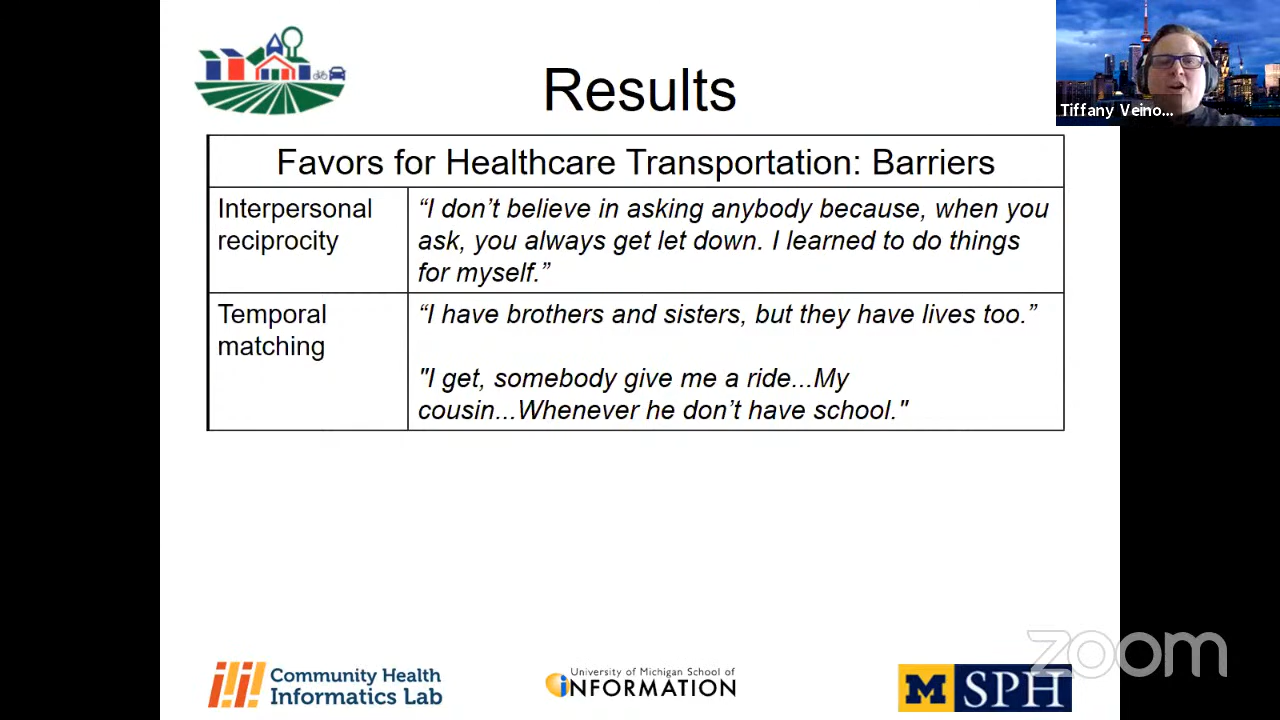 Results
Tiffany Veino...
Favors for Healthcare Transportation: Barriers
Interpersonal
reciprocity
“I don’t believe in asking anybody because, when you
ask, you always get let down. I learned to do things
for myself.”
Temporal
matching
“I have brothers and sisters, but they have lives too.”
"I get, somebody give me a ride...My
cousin...Whenever he don’t have school."
Community Health
Informatics Lab
University of Michigan School of
iNFORMATION
M SPH
zoom